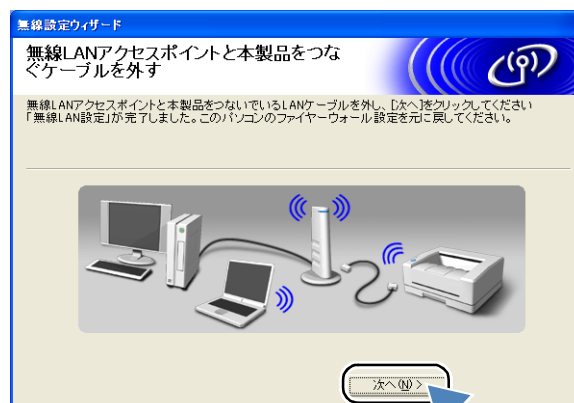 無線設定ウィザード
無線LANアクセスポイントと本製品をつな
ぐケーブルを外す
無線LANアクセスポイントと本製品をつないでいるLANケーブルを外し、[次へ]をクリックしてください
「無線LAN設定」が完了しました。このパソコンのファイヤーウォール設定を元に戻してください。
次へ(N) >